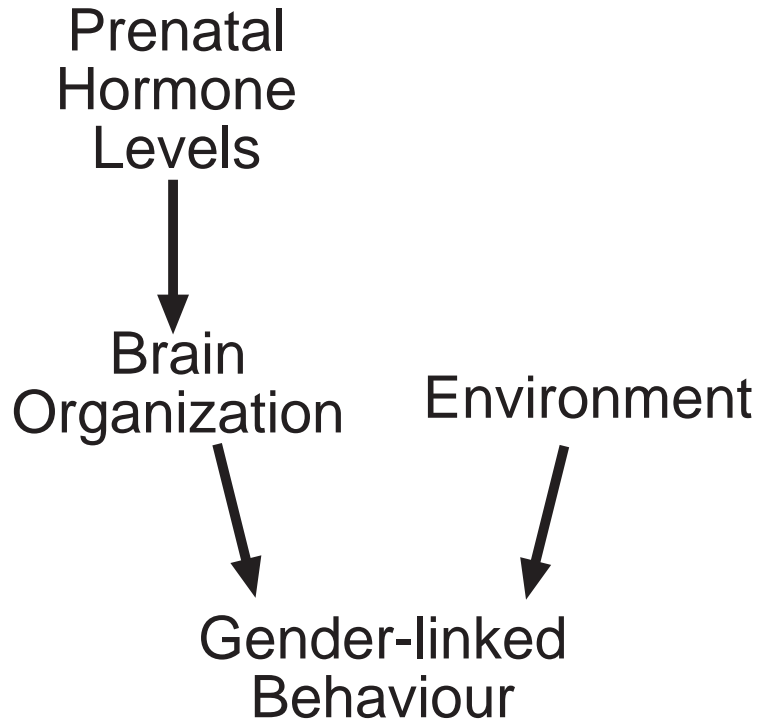 Prenatal
Hormone
Levels
Brain
Organization
Environment
Gender-linked
Behaviour